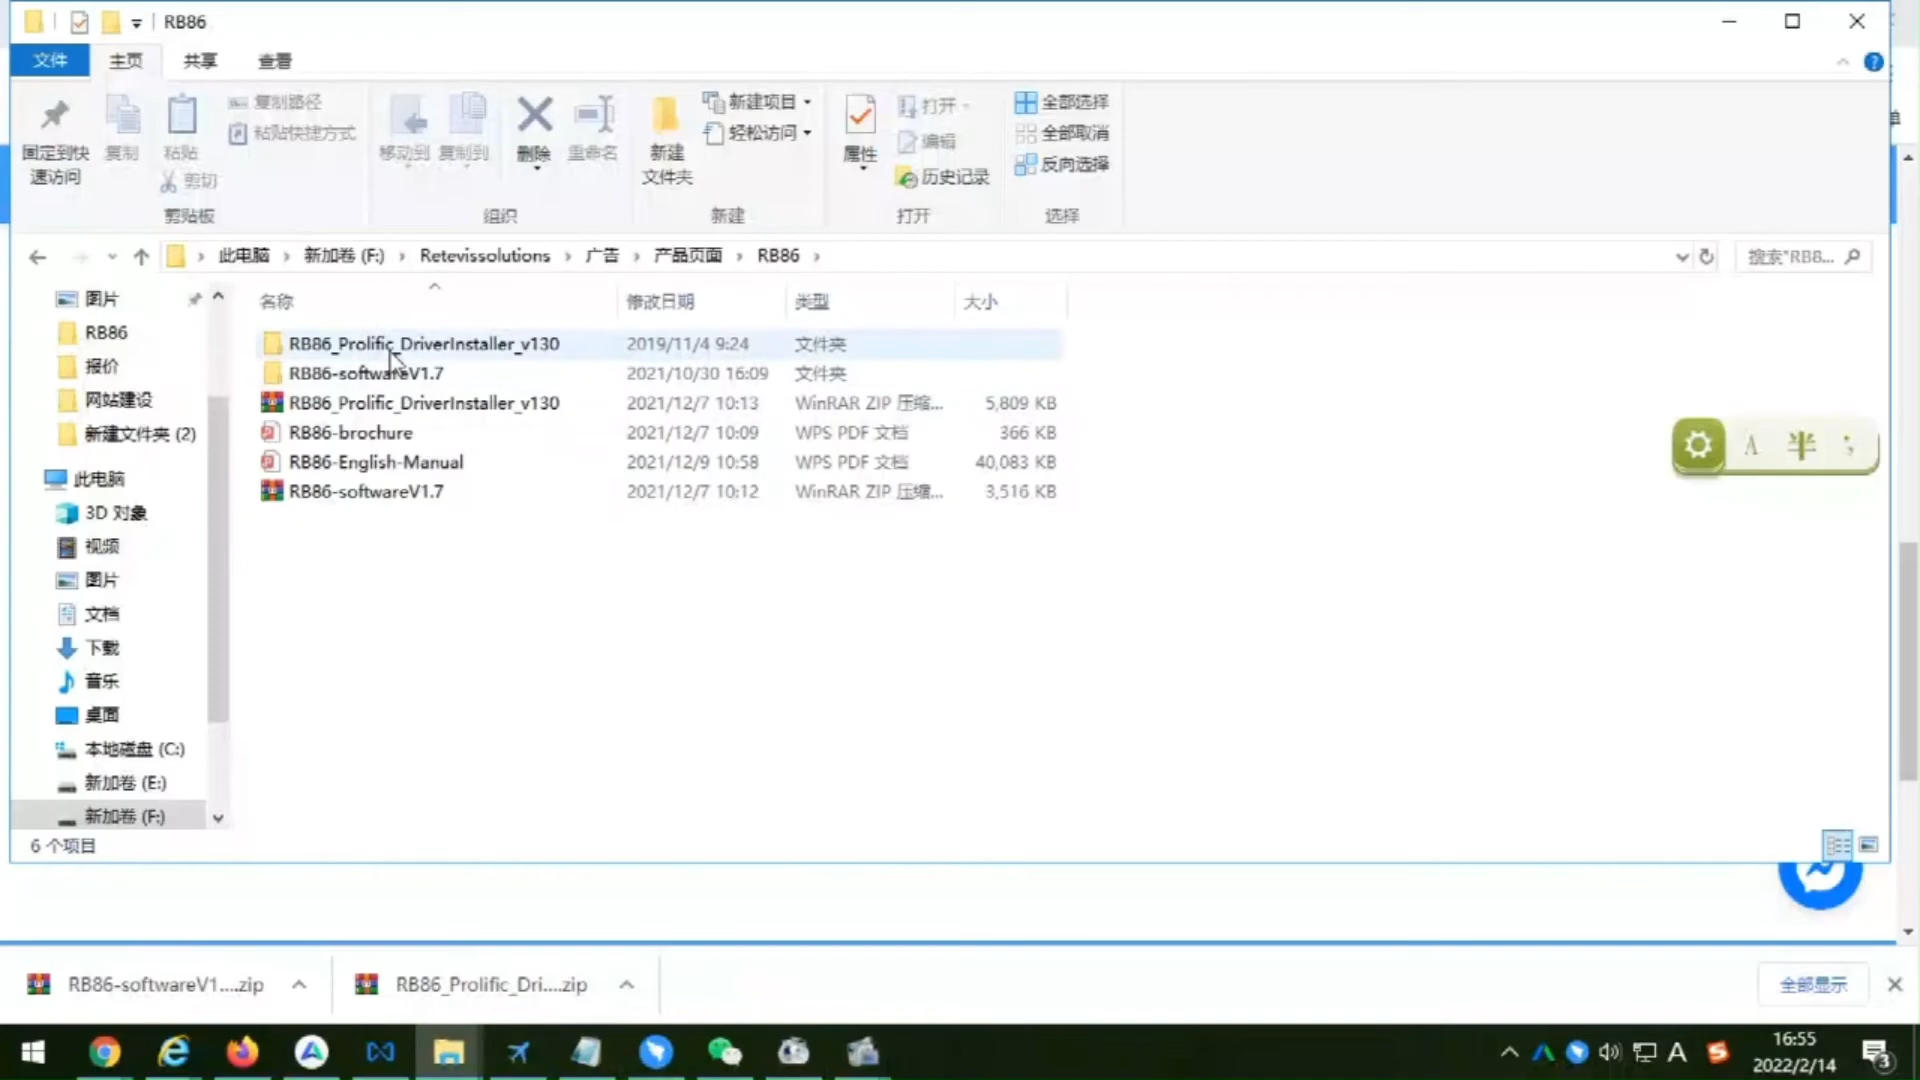 RB86
文件 主页 共享 查看
固定到快速访问 复制 粘贴 复制路径 粘贴快捷方式 剪切
移动到 复制到 删除 重命名
新建文件夹 新建项目 轻松访问
属性 打开 编辑 历史记录
全部选择 全部取消 反向选择
剪贴板 组织 新建 打开 选择
此电脑 新加卷 (F:) Retevissolutions 广告 产品页面 RB86
搜索"RB8...
图片
RB86
报价
网站建设
新建文件夹 (2)
此电脑
3D 对象
视频
图片
文档
下载
音乐
桌面
本地磁盘 (C:)
新加卷 (E:)
新加卷 (F:)
名称 修改日期 类型 大小
RB86_Prolific_DriverInstaller_v130 2019/11/4 9:24 文件夹
RB86-softwareV1.7 2021/10/30 16:09 文件夹
RB86_Prolific_DriverInstaller_v130 2021/12/7 10:13 WinRAR ZIP 压缩... 5,809 KB
RB86-brochure 2021/12/7 10:09 WPS PDF 文档 366 KB
RB86-English-Manual 2021/12/9 10:58 WPS PDF 文档 40,083 KB
RB86-softwareV1.7 2021/12/7 10:12 WinRAR ZIP 压缩... 3,516 KB
半
6 个项目
RB86-softwareV1....zip RB86_Prolific_Dri....zip 全部显示
A
16:55
2022/2/14
3